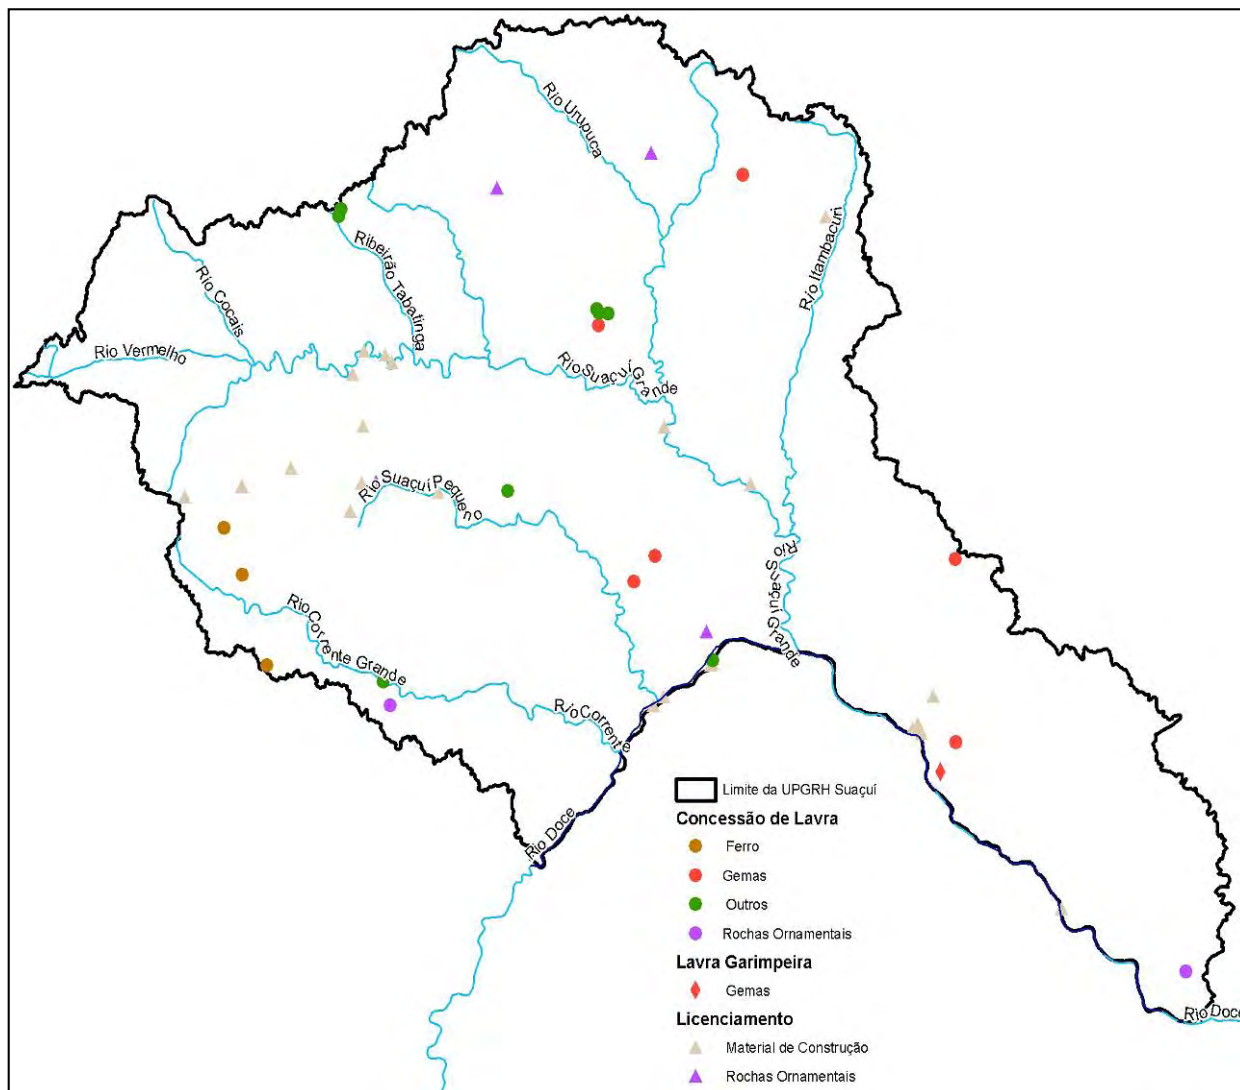 Rio Urupuca
Rio Itambacuri
Ribeirão Tabatinga
Rio Cocais
Rio Vermelho
Rio Suaçuí Grande
Rio Suaçuí Pequeno
Rio Suaçuí Grande
Rio Corrente Grande
Rio Corrente
Rio Doce
Limite da UPGRH Suaçuí
Concessão de Lavra
Ferro
Gemas
Outros
Rochas Ornamentais
Lavra Garimpeira
Gemas
Licenciamento
Material de Construção
Rochas Ornamentais
Rio Doce